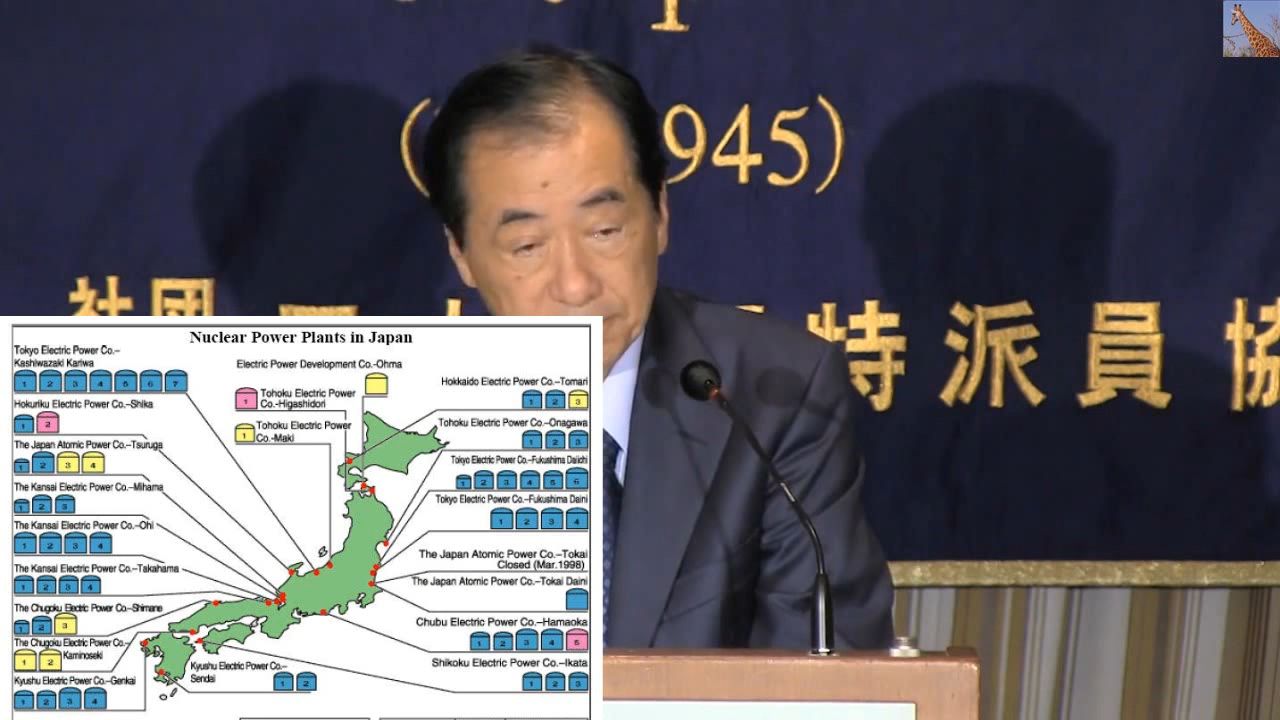 (1945)
社団
特派員協
Nuclear Power Plants in Japan
Tokyo Electric Power Co.–
Kashiwazaki Kariwa
1 2 3 4 5 6 7
Hokuriku Electric Power Co.–Shika
1 2
The Japan Atomic Power Co.–Tsuruga
1 2 3 4
The Kansai Electric Power Co.–Mihama
1 2 3
The Kansai Electric Power Co.–Ohi
1 2 3 4
The Kansai Electric Power Co.–Takahama
1 2 3 4
The Chugoku Electric Power Co.–Shimane
1 2 3
The Chugoku Electric Power Co.–
Kaminoseki
1 2
Kyushu Electric Power Co.–Genkai
1 2 3 4
Electric Power Development Co.–Ohma
1 Tohoku Electric Power
Co.–Higashidori
1 Tohoku Electric Power
Co.–Maki
Kyushu Electric Power Co.–
Sendai
1 2
Hokkaido Electric Power Co.–Tomari
1 2 3
Tohoku Electric Power Co.–Onagawa
1 2 3
Tokyo Electric Power Co.–Fukushima Daiichi
1 2 3 4 5 6
Tokyo Electric Power Co.–Fukushima Daini
1 2 3 4
The Japan Atomic Power Co.–Tokai
Closed (Mar.1998)
The Japan Atomic Power Co.–Tokai Daini
Chubu Electric Power Co.–Hamaoka
1 2 3 4 5
Shikoku Electric Power Co.–Ikata
1 2 3